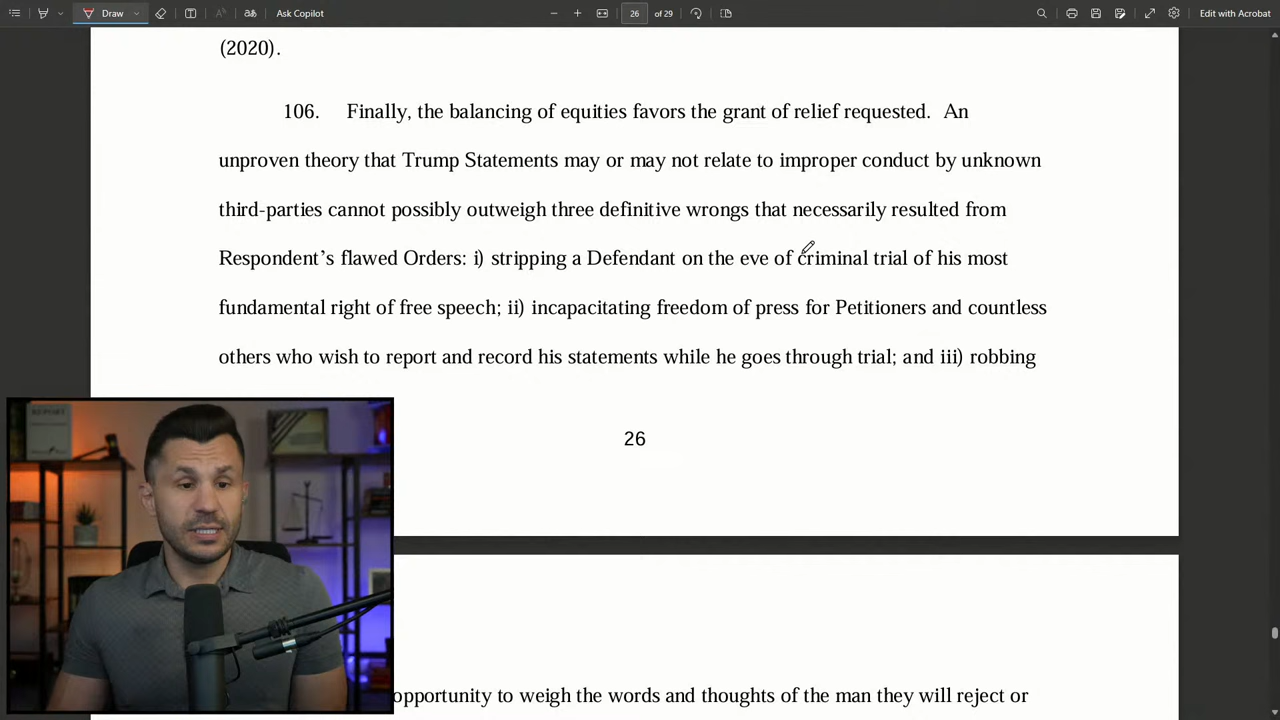 Draw
Ask Copilot
26 of 29
Edit with Acrobat
(2020).
106. Finally, the balancing of equities favors the grant of relief requested. An
unproven theory that Trump Statements may or may not relate to improper conduct by unknown
third-parties cannot possibly outweigh three definitive wrongs that necessarily resulted from
Respondent’s flawed Orders: i) stripping a Defendant on the eve of criminal trial of his most
fundamental right of free speech; ii) incapacitating freedom of press for Petitioners and countless
others who wish to report and record his statements while he goes through trial; and iii) robbing
26
opportunity to weigh the words and thoughts of the man they will reject or